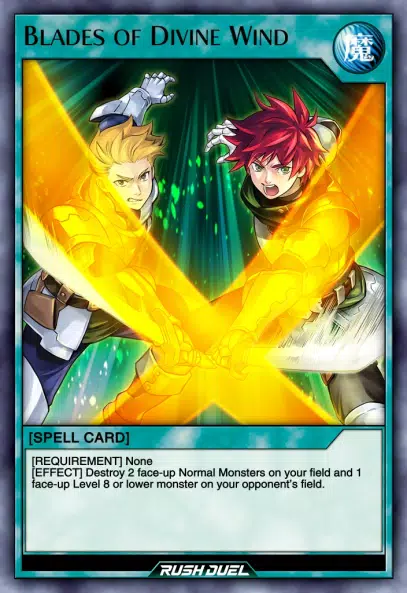 Blades of Divine Wind
魔
[SPELL CARD]
[REQUIREMENT] None
[EFFECT] Destroy 2 face-up Normal Monsters on your field and 1
face-up Level 8 or lower monster on your opponent's field.
RUSH DUEL